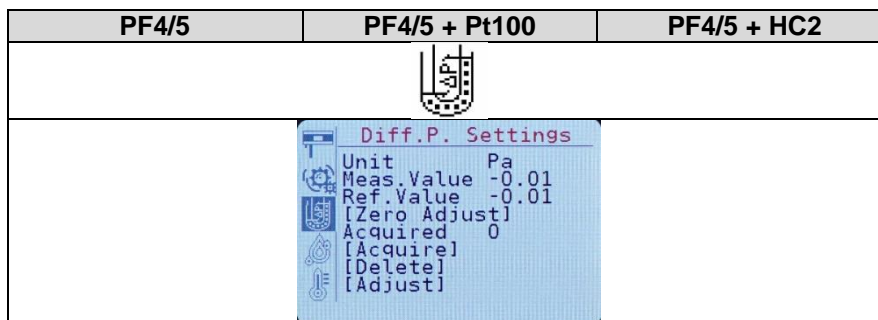 PF4/5 PF4/5 + Pt100 PF4/5 + HC2
ΔP
Diff.P. Settings
Unit Pa
Meas.Value -0.01
Ref.Value -0.01
[Zero Adjust]
Acquired 0
[Acquire]
[Delete]
[Adjust]